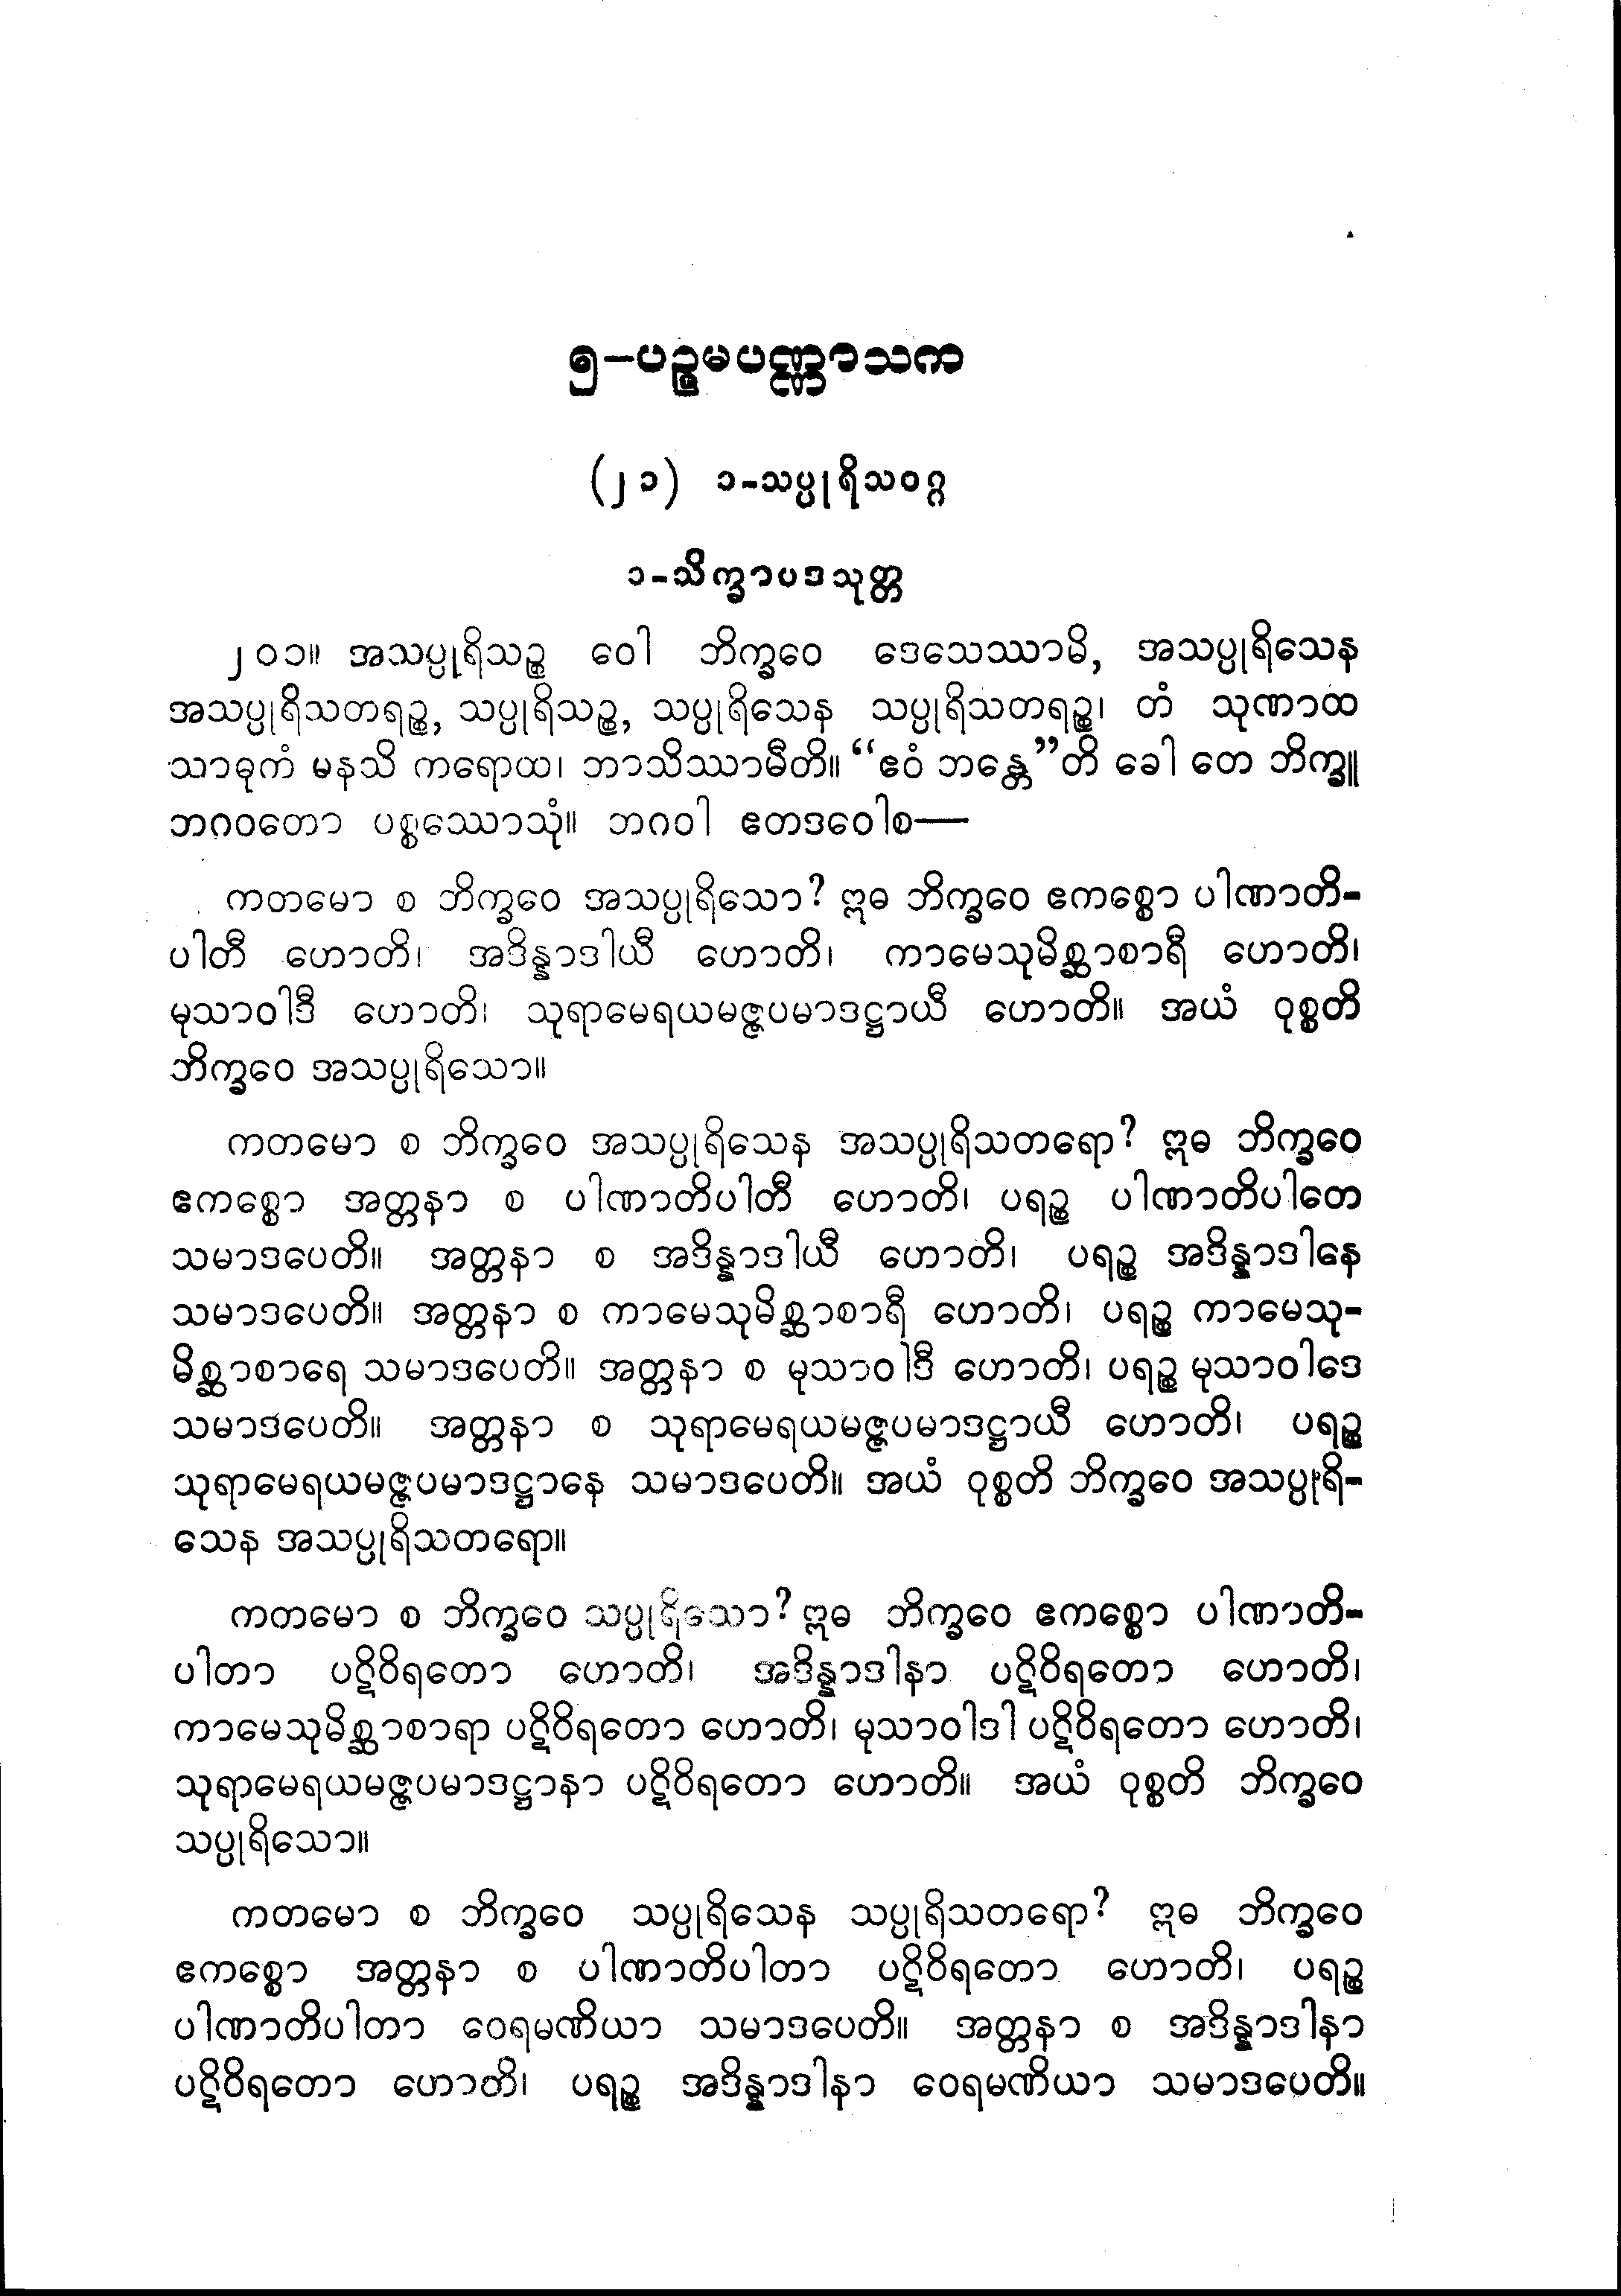 ၅–ပဉ္စမပဏ္ဏာသက
(၂၁) ၁-သပ္ပုရိသဝဂ္ဂ
၁-သိက္ခာပဒသုတ္တ
၂၀၁။ အသပ္ပုရိသဉ္စ ဝေါ ဘိက္ခဝေ ဒေသေဿာမိ, အသပ္ပုရိသေန
အသပ္ပုရိသတရဉ္စ, သပ္ပုရိသဉ္စ, သပ္ပုရိသေန သပ္ပုရိသတရဉ္စ၊ တံ သုဏာထ
သာဓုကံ မနသိ ကရောထ၊ ဘာသိဿာမီတိ။ “ဧဝံ ဘန္တေ”တိ ခေါ တေ ဘိက္ခူ
ဘဂဝတော ပစ္စဿောသုံ။ ဘဂဝါ ဧတဒဝေါစ—
ကတမော စ ဘိက္ခဝေ အသပ္ပုရိသော? ဣဓ ဘိက္ခဝေ ဧကစ္စော ပါဏာတိ-
ပါတီ ဟောတိ၊ အဒိန္နာဒါယီ ဟောတိ၊ ကာမေသုမိစ္ဆာစာရီ ဟောတိ၊
မုသာဝါဒီ ဟောတိ၊ သုရာမေရယမဇ္ဇပမာဒဋ္ဌာယီ ဟောတိ။ အယံ ဝုစ္စတိ
ဘိက္ခဝေ အသပ္ပုရိသော။
ကတမော စ ဘိက္ခဝေ အသပ္ပုရိသေန အသပ္ပုရိသတရော? ဣဓ ဘိက္ခဝေ
ဧကစ္စော အတ္တနာ စ ပါဏာတိပါတီ ဟောတိ၊ ပရဉ္စ ပါဏာတိပါတေ
သမာဒပေတိ။ အတ္တနာ စ အဒိန္နာဒါယီ ဟောတိ၊ ပရဉ္စ အဒိန္နာဒါနေ
သမာဒပေတိ။ အတ္တနာ စ ကာမေသုမိစ္ဆာစာရီ ဟောတိ၊ ပရဉ္စ ကာမေသု-
မိစ္ဆာစာရေ သမာဒပေတိ။ အတ္တနာ စ မုသာဝါဒီ ဟောတိ၊ ပရဉ္စ မုသာဝါဒေ
သမာဒပေတိ။ အတ္တနာ စ သုရာမေရယမဇ္ဇပမာဒဋ္ဌာယီ ဟောတိ၊ ပရဉ္စ
သုရာမေရယမဇ္ဇပမာဒဋ္ဌာနေ သမာဒပေတိ။ အယံ ဝုစ္စတိ ဘိက္ခဝေ အသပ္ပုရိ-
သေန အသပ္ပုရိသတရော။
ကတမော စ ဘိက္ခဝေ သပ္ပုရိသော? ဣဓ ဘိက္ခဝေ ဧကစ္စော ပါဏာတိ-
ပါတာ ပဋိဝိရတော ဟောတိ၊ အဒိန္နာဒါနာ ပဋိဝိရတော ဟောတိ၊
ကာမေသုမိစ္ဆာစာရာ ပဋိဝိရတော ဟောတိ၊ မုသာဝါဒါ ပဋိဝိရတော ဟောတိ၊
သုရာမေရယမဇ္ဇပမာဒဋ္ဌာနာ ပဋိဝိရတော ဟောတိ။ အယံ ဝုစ္စတိ ဘိက္ခဝေ
သပ္ပုရိသော။
ကတမော စ ဘိက္ခဝေ သပ္ပုရိသေန သပ္ပုရိသတရော? ဣဓ ဘိက္ခဝေ
ဧကစ္စော အတ္တနာ စ ပါဏာတိပါတာ ပဋိဝိရတော ဟောတိ၊ ပရဉ္စ
ပါဏာတိပါတာ ဝေရမဏိယာ သမာဒပေတိ။ အတ္တနာ စ အဒိန္နာဒါနာ
ပဋိဝိရတော ဟောတိ၊ ပရဉ္စ အဒိန္နာဒါနာ ဝေရမဏိယာ သမာဒပေတိ။